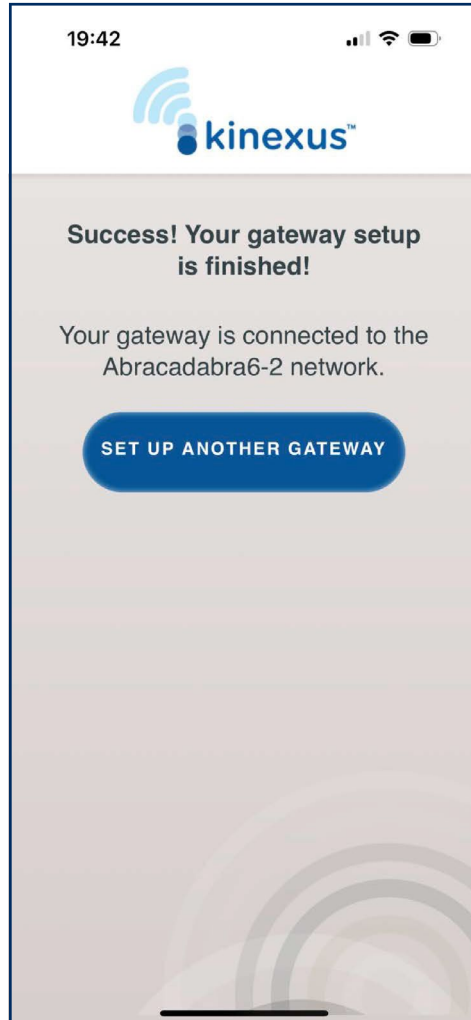 19:42
kinexus™
Success! Your gateway setup
is finished!
Your gateway is connected to the
Abracadabra6-2 network.
SET UP ANOTHER GATEWAY